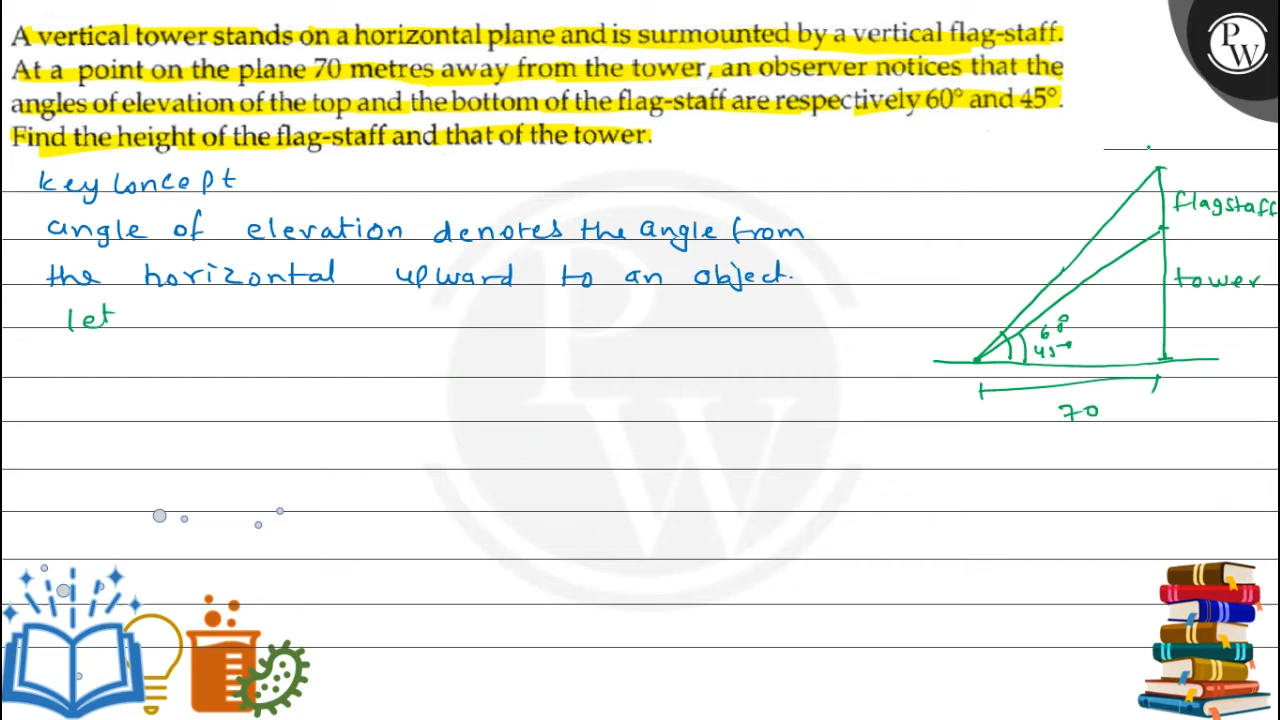 A vertical tower stands on a horizontal plane and is surmounted by a vertical flag-staff.
At a point on the plane 70 metres away from the tower, an observer notices that the
angles of elevation of the top and the bottom of the flag-staff are respectively 60° and 45°.
Find the height of the flag-staff and that of the tower.
PW
key concept
angle of elevation denotes the angle from
the horizontal upward to an object.
let
flagstaff
tower
60°
45°
70
PW